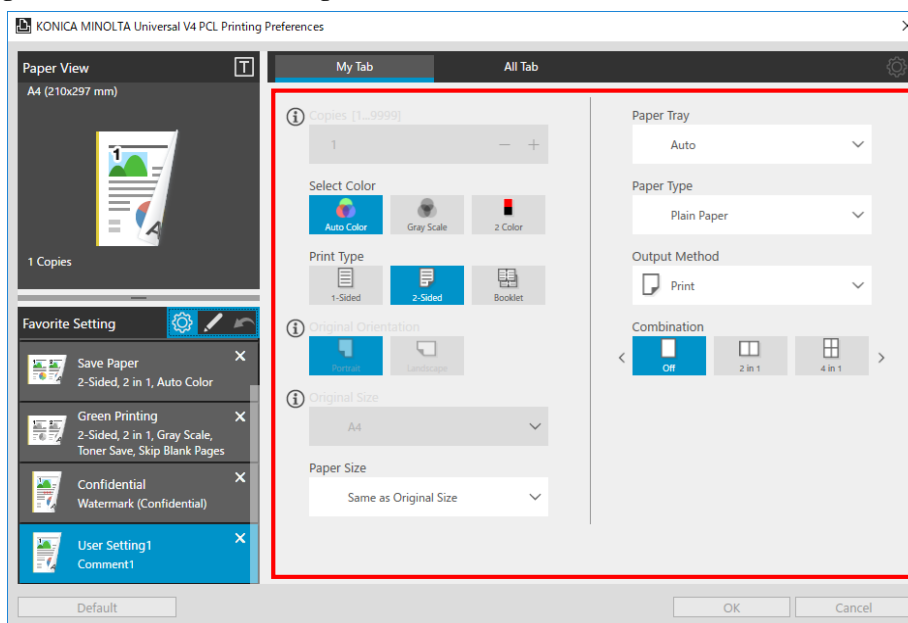 KONICA MINOLTA Universal V4 PCL Printing Preferences
Paper View
T
A4 (210x297 mm)
1
1 Copies
Favorite Setting
Save Paper
2-Sided, 2 in 1, Auto Color
Green Printing
2-Sided, 2 in 1, Gray Scale,
Toner Save, Skip Blank Pages
Confidential
Watermark (Confidential)
User Setting1
Comment1
My Tab
All Tab
Copies [1..9999]
1
Select Color
Auto Color
Gray Scale
2 Color
Print Type
1-Sided
2-Sided
Booklet
Original Orientation
Portrait
Landscape
Original Size
A4
Paper Size
Same as Original Size
Paper Tray
Auto
Paper Type
Plain Paper
Output Method
Print
Combination
Off
2 in 1
4 in 1
Default
OK
Cancel